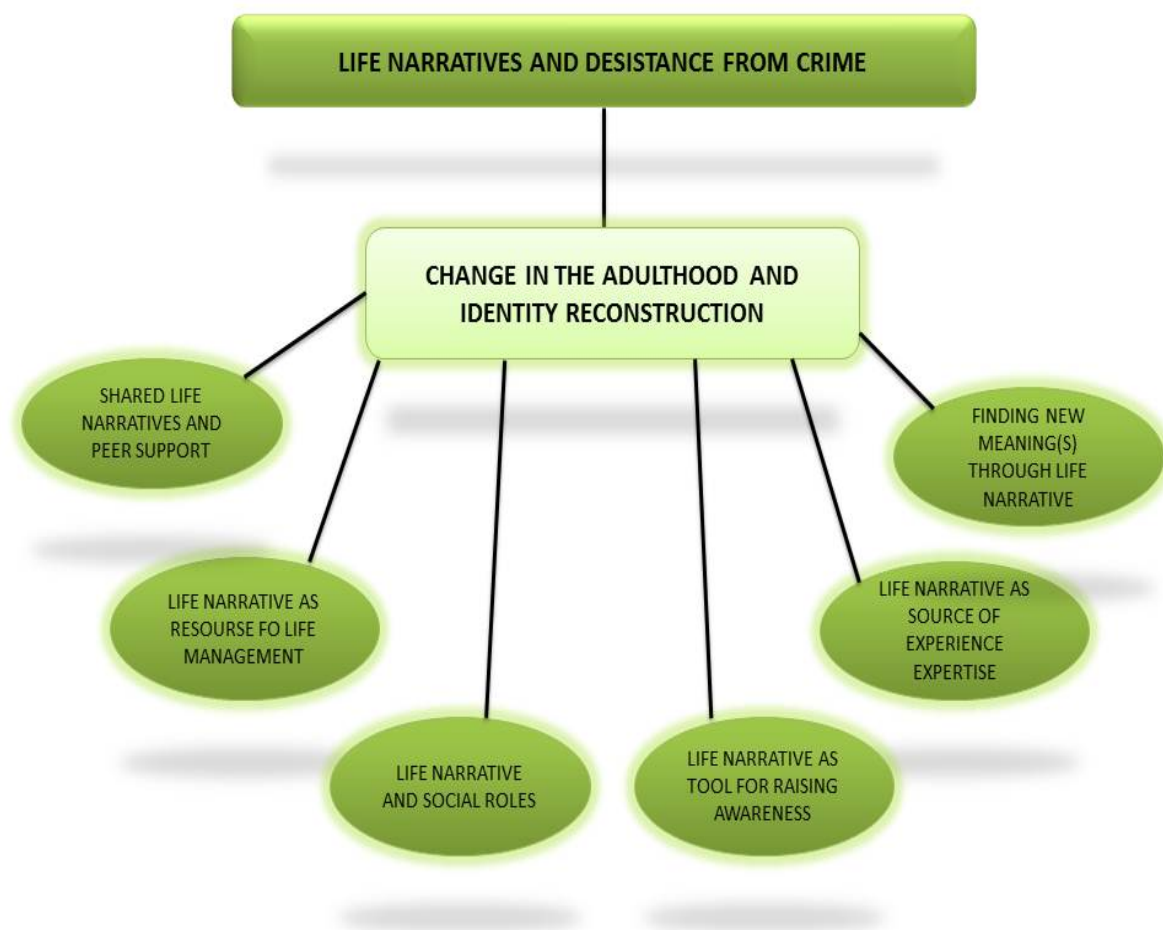 LIFE NARRATIVES AND DESISTANCE FROM CRIME
CHANGE IN THE ADULTHOOD AND
IDENTITY RECONSTRUCTION
SHARED LIFE
NARRATIVES AND
PEER SUPPORT
FINDING NEW
MEANING(S)
THROUGH LIFE
NARRATIVE
LIFE NARRATIVE AS
RESOURSE FO LIFE
MANAGEMENT
LIFE NARRATIVE AS
SOURCE OF
EXPERIENCE
EXPERTISE
LIFE NARRATIVE
AND SOCIAL ROLES
LIFE NARRATIVE AS
TOOL FOR RAISING
AWARENESS